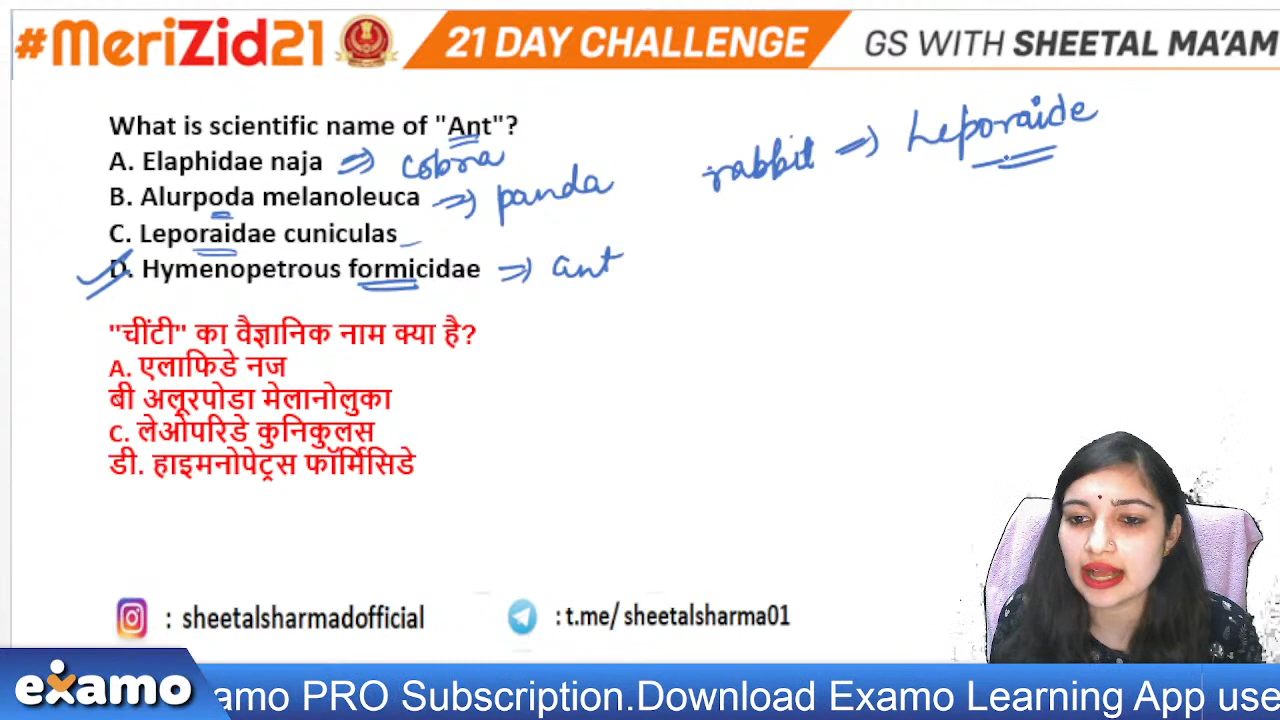 #MeriZid21 21 DAY CHALLENGE GS WITH SHEETAL MA'AM
What is scientific name of "Ant"?
A. Elaphidae naja => cobra
rabbit => Leporaide
B. Alurpoda melanoleuca => panda
C. Leporaidae cuniculas
D. Hymenopetrous formicidae => ant
"चींटी" का वैज्ञानिक नाम क्या है?
A. एलाफिडे नज
बी अलूरपोडा मेलानोलुका
C. लेओपरिडे कुनिकुलस
डी. हाइमनोपेट्रस फॉर्मिसिडे
: sheetalsharmadofficial : t.me/ sheetalsharma01
examo amo PRO Subscription.Download Examo Learning App use